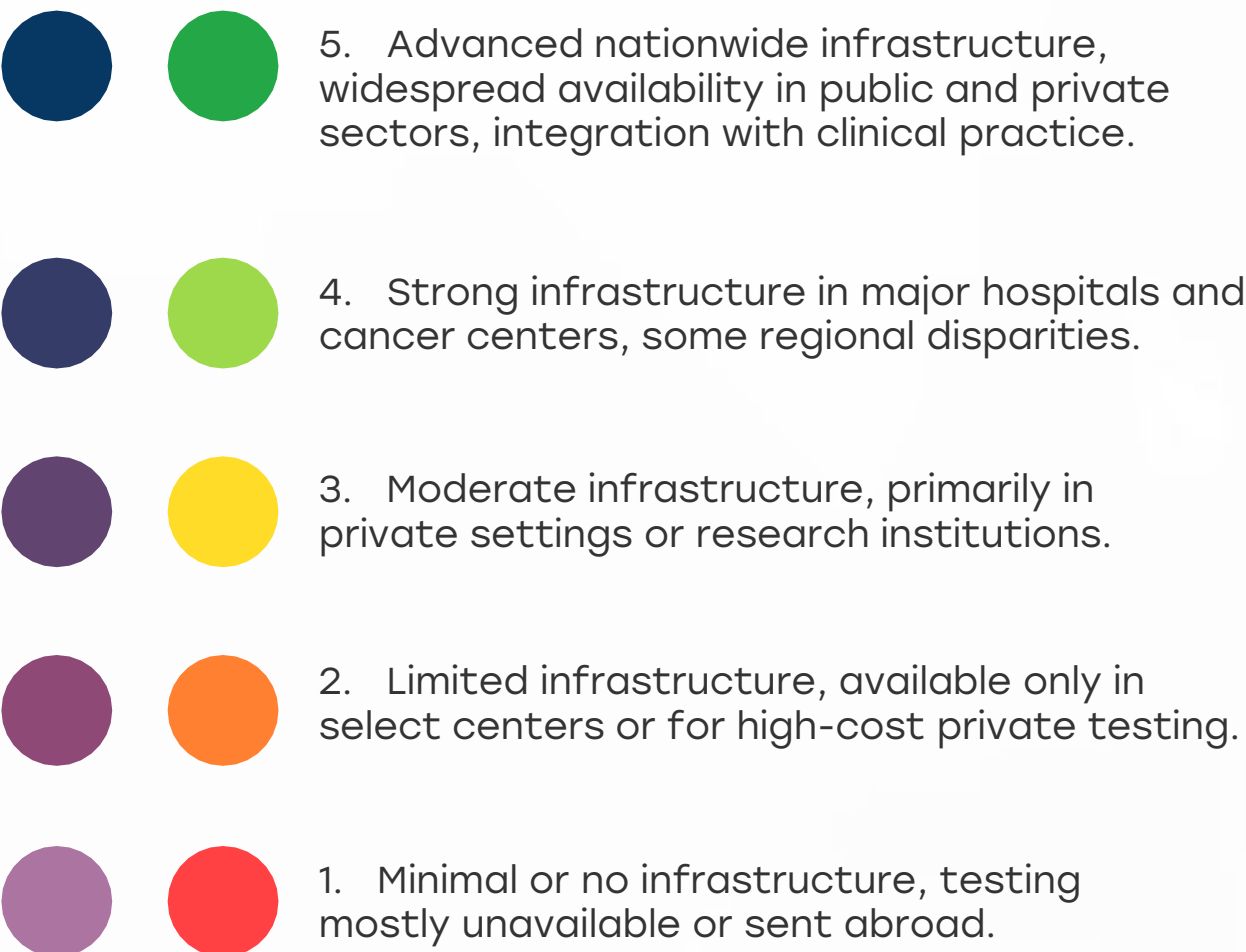 5. Advanced nationwide infrastructure,
widespread availability in public and private
sectors, integration with clinical practice.
4. Strong infrastructure in major hospitals and
cancer centers, some regional disparities.
3. Moderate infrastructure, primarily in
private settings or research institutions.
2. Limited infrastructure, available only in
select centers or for high-cost private testing.
1. Minimal or no infrastructure, testing
mostly unavailable or sent abroad.